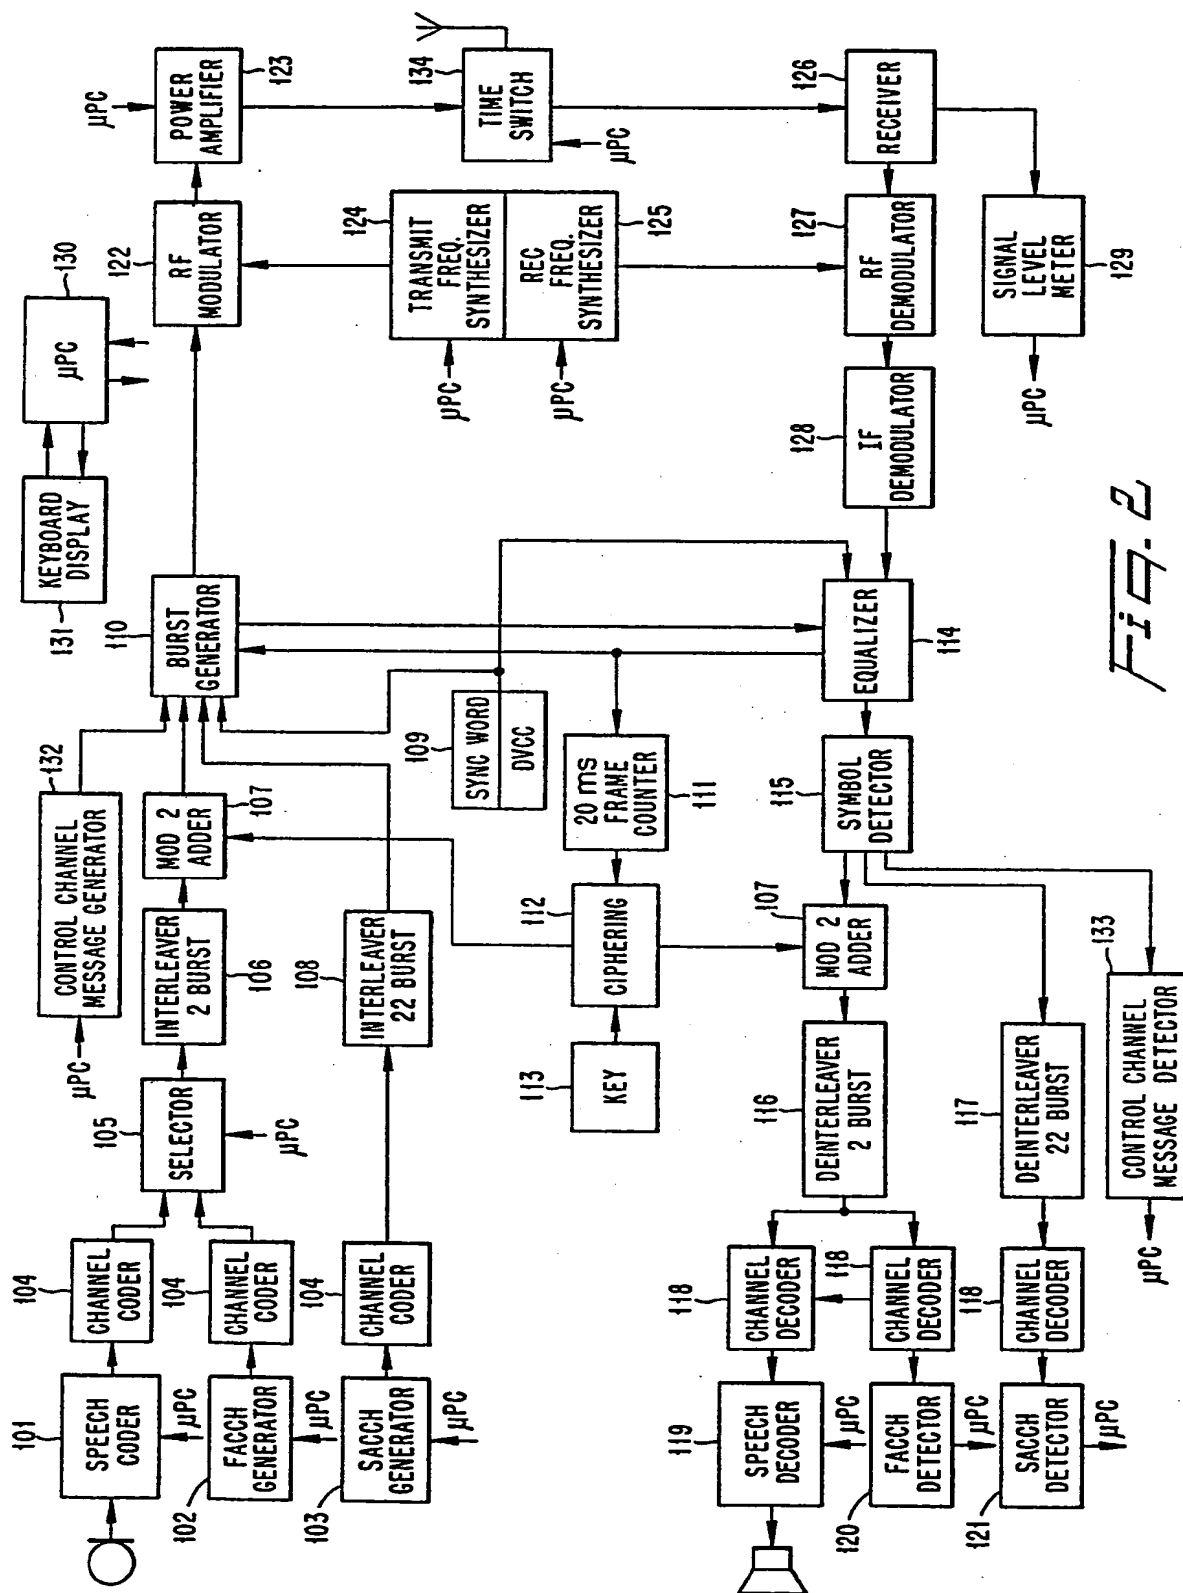 101
SPEECH
CODER
µPC
102
FACCH
GENERATOR
µPC
103
SACCH
GENERATOR
µPC
104
CHANNEL
CODER
104
CHANNEL
CODER
104
CHANNEL
CODER
105
SELECTOR
µPC
µPC
CONTROL CHANNEL
MESSAGE GENERATOR
132
INTERLEAVER
2 BURST
106
MOD 2
ADDER
107
108
INTERLEAVER
22 BURST
110
BURST
GENERATOR
131
KEYBOARD
DISPLAY
130
µPC
122
RF
MODULATOR
µPC
POWER
AMPLIFIER
123
109
SYNC WORD
DVCC
113
KEY
112
CIPHERING
20 ms
FRAME
COUNTER
111
µPC
124
TRANSMIT
FREQ.
SYNTHESIZER
µPC
REC
FREQ.
SYNTHESIZER
125
134
TIME
SWITCH
µPC
119
SPEECH
DECODER
µPC
120
FACCH
DETECTOR
µPC
121
SACCH
DETECTOR
µPC
118
CHANNEL
DECODER
118
CHANNEL
DECODER
118
CHANNEL
DECODER
116
DEINTERLEAVER
2 BURST
117
DEINTERLEAVER
22 BURST
107
MOD 2
ADDER
133
CONTROL CHANNEL
MESSAGE DETECTOR
µPC
115
SYMBOL
DETECTOR
EQUALIZER
114
128
IF
DEMODULATOR
127
RF
DEMODULATOR
126
RECEIVER
SIGNAL
LEVEL
METER
129
µPC
Fig. 2